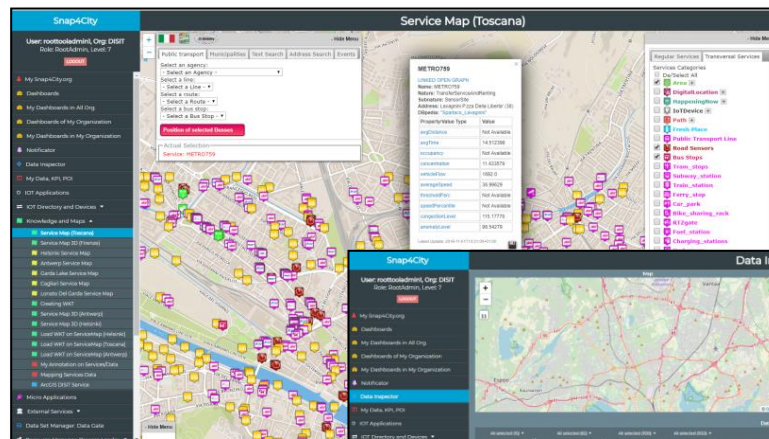 Snap4City
Service Map (Toscana)
User: roottooladmin1, Org: DISIT
Role: RootAdmin, Level: 7
LOGOUT
My Snap4City.org
Dashboards
My Dashboards in All Org.
Dashboards of My Organization
My Dashboards in My Organization
Notificator
Data Inspector
My Data, KPI, POI
IOT Applications
IOT Directory and Devices
Knowledge and Maps
Service Map (Toscana)
Service Map 3D (Firenze)
Helsinki Service Map
Antwerp Service Map
Garda Lake Service Map
Cagliari Service Map
Lonato Del Garda Service Map
Creating WKT
Service Map 3D (Antwerp)
Service Map 3D (Helsinki)
Load WKT on ServiceMap (Helsinki)
Load WKT on ServiceMap (Toscana)
Load WKT on ServiceMap (Antwerp)
My Annotation on Services/Data
Mapping Services Data
ArcGIS DISIT Service
Micro Applications
External Services
Data Set Manager: Data Gate
- Hide Menu
Public transport
Municipalities
Text Search
Address Search
Events
Select an agency:
- Select an Agency -
Select a line:
- Select a Line -
Select a route:
- Select a Route -
Select a bus stop:
- Select a Bus Stop -
Position of selected Busses
Actual Selection
Service: METRO759
METRO759
LINKED OPEN GRAPH
Name: METRO759
Nature: TransferServiceAndRenting
Subnature: SensorSite
Property/Value Type
Value
avgDistance
Not Available
avgTime
occupancy
Not Available
concentration
vehicleFlow
averageSpeed
thresholdPerc
Not Available
speedPercentile
Not Available
congestionLevel
anomalyLevel
- Hide Menu
Regular Services
Transversal Services
Services Categories
De/Select All
Area
DigitalLocation
HappeningNow
IoTDevice
Path
Fresh Place
Public Transport Line
Road Sensors
Bus Stops
Tram_stops
Subway_station
Train_station
Ferry_stop
Car_park
Bike_sharing_rack
RTZgate
Fuel_station
Charging_stations
- Hide Menu
Snap4City
Data In
User: roottooladmin1, Org: DISIT
Role: RootAdmin, Level: 7
LOGOUT
Map
My Snap4City.org
Dashboards
My Dashboards in All Org.
Dashboards of My Organization
My Dashboards in My Organization
Notificator
Data Inspector
My Data, KPI, POI
IOT Applications
IOT Directory and Devices
Espoo